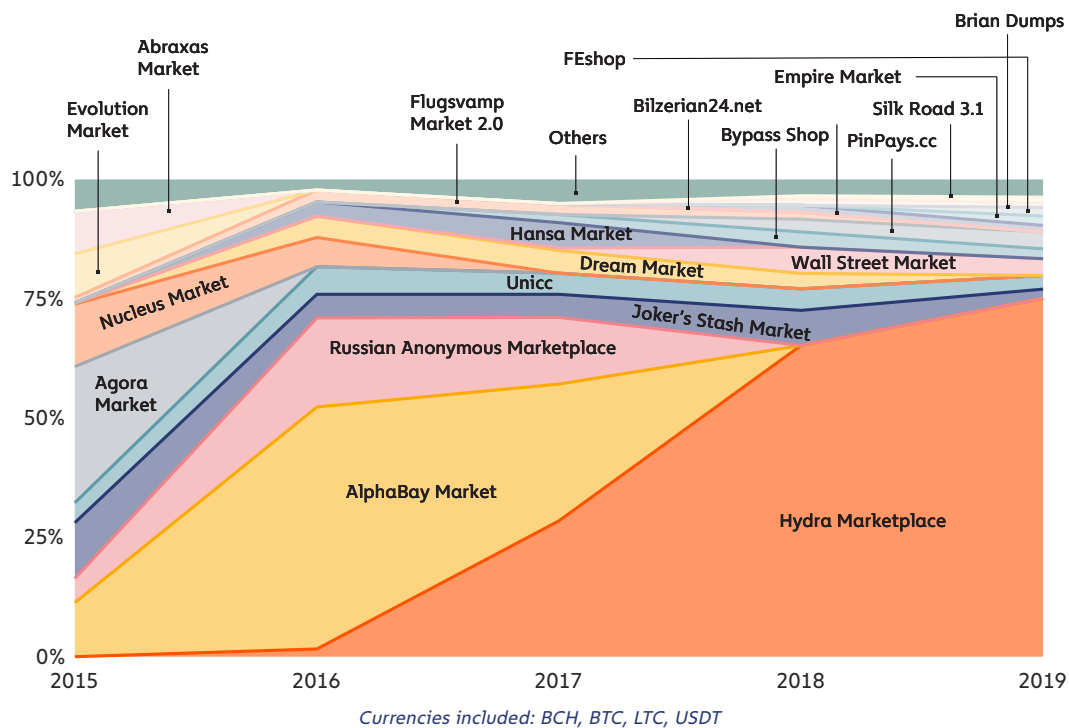 Brian Dumps
Abraxas
Market
FEshop
Empire Market
Evolution
Market
Flugsvamp
Market 2.0
Bilzerian24.net
Silk Road 3.1
Others
Bypass Shop
PinPays.cc
100%
75%
50%
25%
0%
Hansa Market
Dream Market
Wall Street Market
Nucleus Market
Unicc
Joker's Stash Market
Russian Anonymous Marketplace
Agora
Market
AlphaBay Market
Hydra Marketplace
2015
2016
2017
2018
2019
Currencies included: BCH, BTC, LTC, USDT